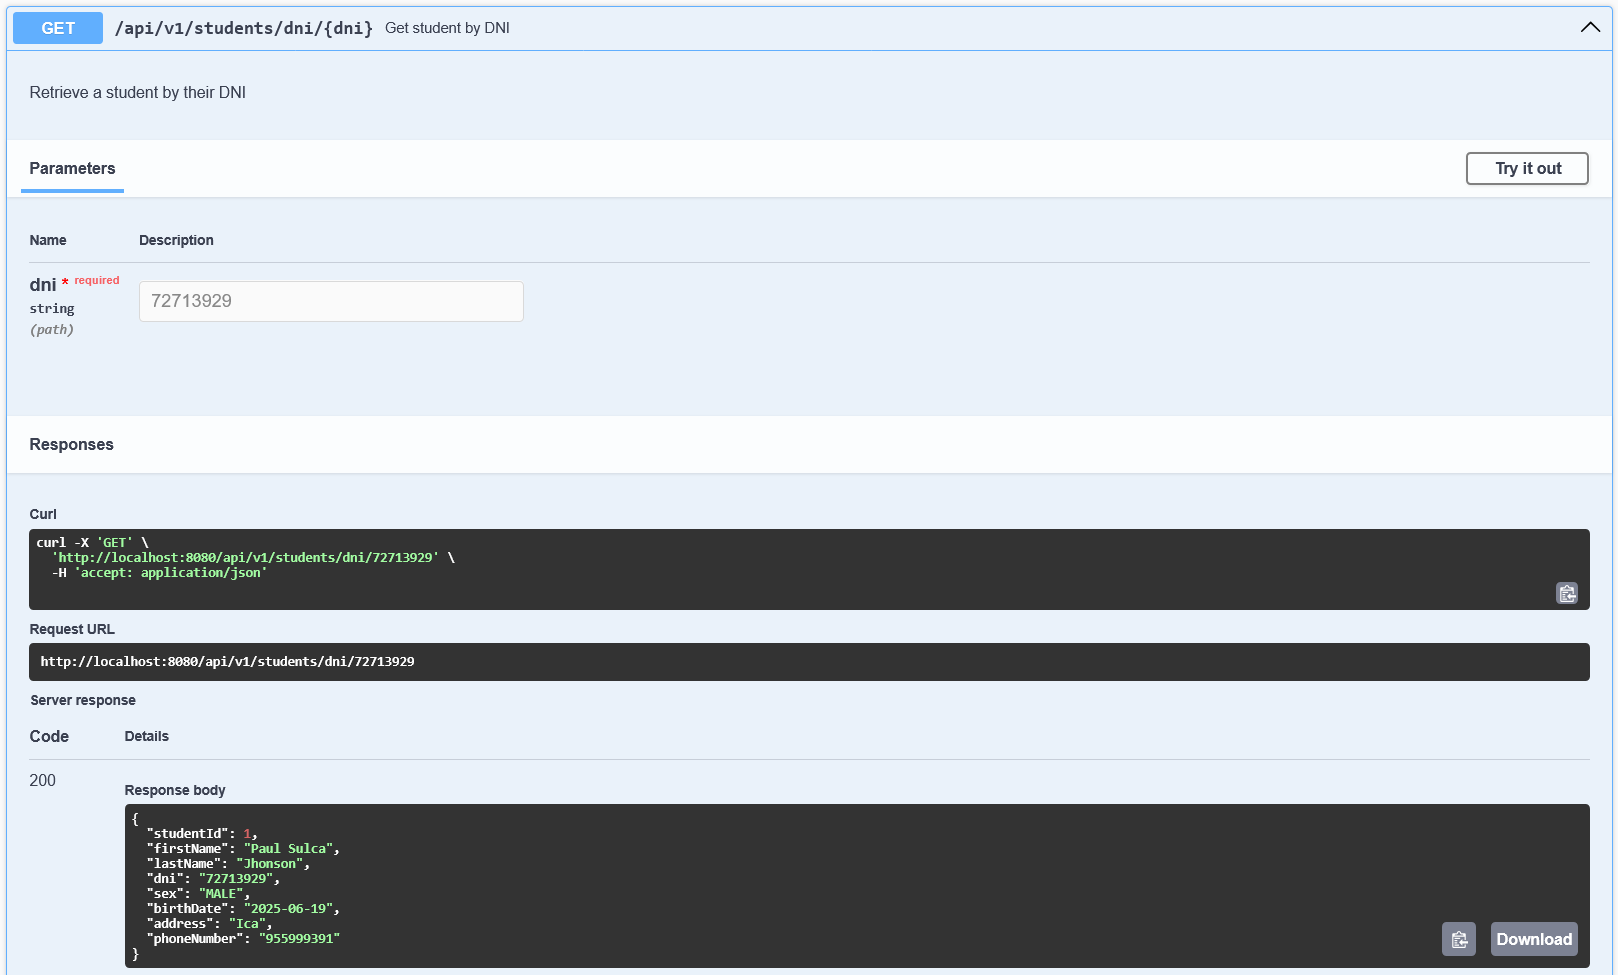 GET /api/v1/students/dni/{dni} Get student by DNI
Retrieve a student by their DNI
Parameters
Try it out
Name Description
dni * required
string
(path)
72713929
Responses
Curl
curl -X 'GET' \
  'http://localhost:8080/api/v1/students/dni/72713929' \
  -H 'accept: application/json'
Request URL
http://localhost:8080/api/v1/students/dni/72713929
Server response
Code Details
200
Response body
{
  "studentId": 1,
  "firstName": "Paul Sulca",
  "lastName": "Jhonson",
  "dni": "72713929",
  "sex": "MALE",
  "birthDate": "2025-06-19",
  "address": "Ica",
  "phoneNumber": "955999391"
}
Download